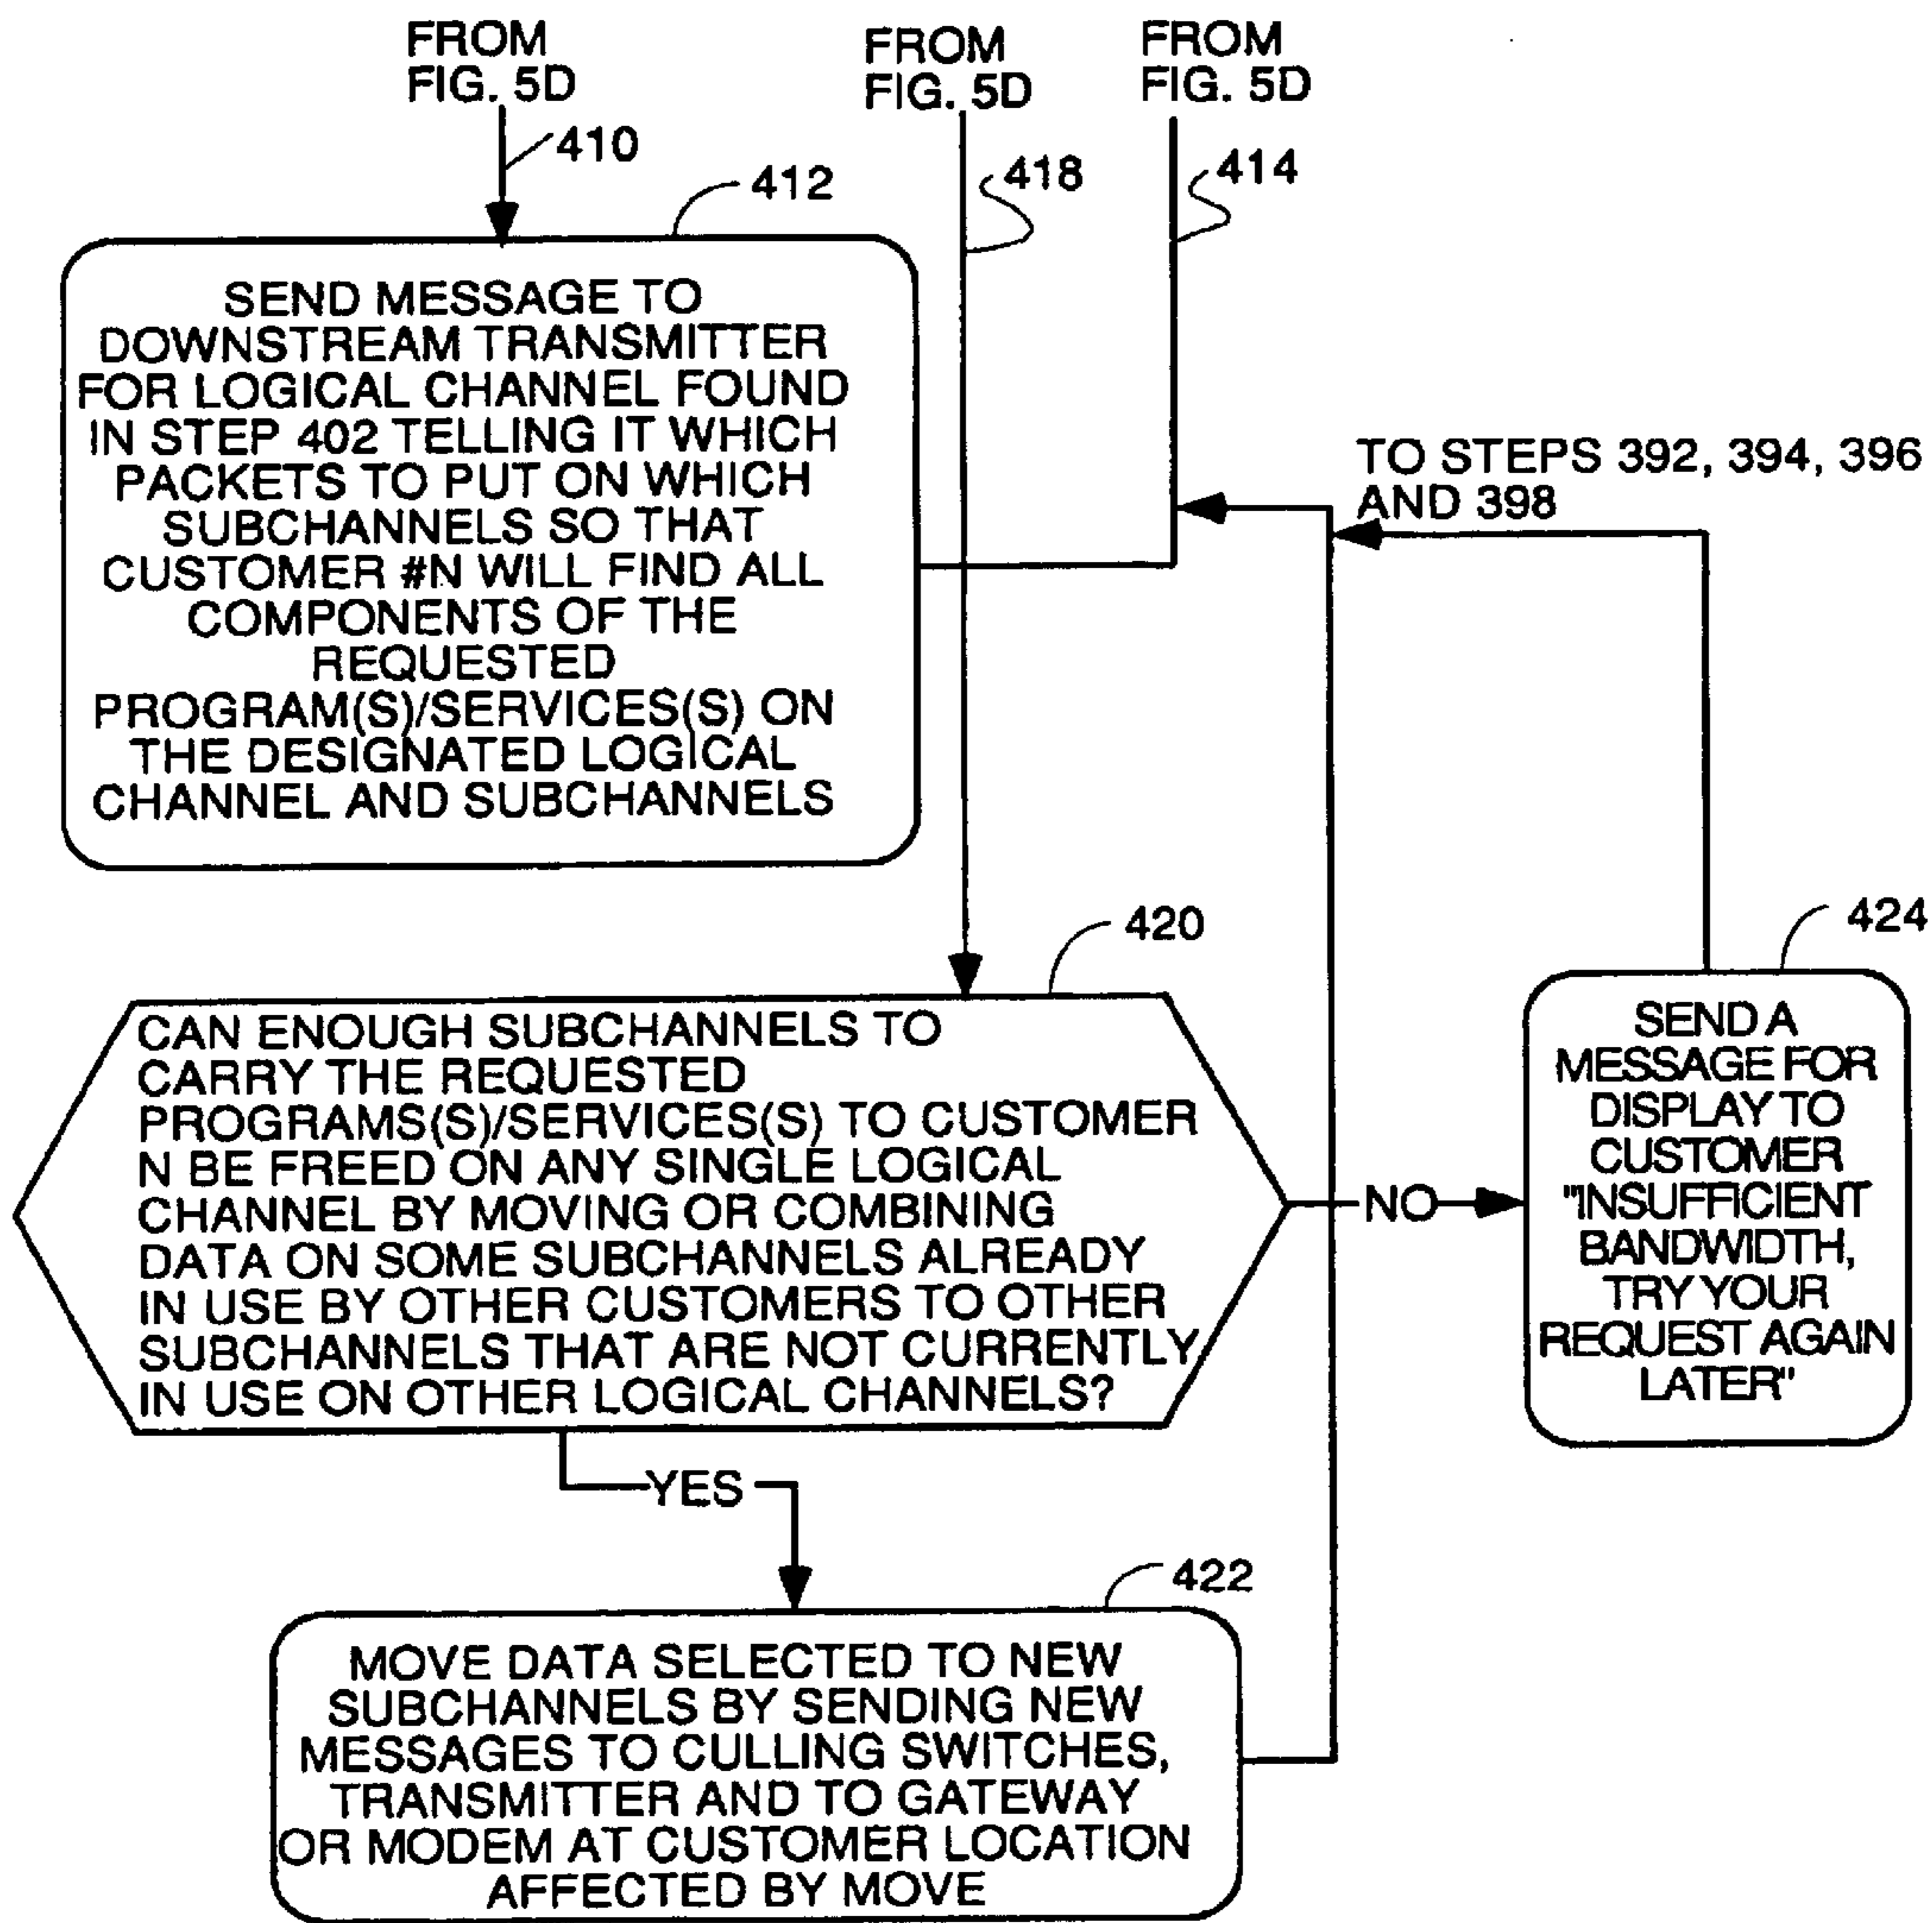 FROM
FIG. 5D
FROM
FIG. 5D
FROM
FIG. 5D
410
412
418
414
SEND MESSAGE TO
DOWNSTREAM TRANSMITTER
FOR LOGICAL CHANNEL FOUND
IN STEP 402 TELLING IT WHICH
PACKETS TO PUT ON WHICH
SUBCHANNELS SO THAT
CUSTOMER #N WILL FIND ALL
COMPONENTS OF THE
REQUESTED
PROGRAM(S)/SERVICES(S) ON
THE DESIGNATED LOGICAL
CHANNEL AND SUBCHANNELS
TO STEPS 392, 394, 396
AND 398
420
CAN ENOUGH SUBCHANNELS TO
CARRY THE REQUESTED
PROGRAMS(S)/SERVICES(S) TO CUSTOMER
N BE FREED ON ANY SINGLE LOGICAL
CHANNEL BY MOVING OR COMBINING
DATA ON SOME SUBCHANNELS ALREADY
IN USE BY OTHER CUSTOMERS TO OTHER
SUBCHANNELS THAT ARE NOT CURRENTLY
IN USE ON OTHER LOGICAL CHANNELS?
NO
424
SEND A
MESSAGE FOR
DISPLAY TO
CUSTOMER
"INSUFFICIENT
BANDWIDTH,
TRY YOUR
REQUEST AGAIN
LATER"
YES
422
MOVE DATA SELECTED TO NEW
SUBCHANNELS BY SENDING NEW
MESSAGES TO CULLING SWITCHES,
TRANSMITTER AND TO GATEWAY
OR MODEM AT CUSTOMER LOCATION
AFFECTED BY MOVE